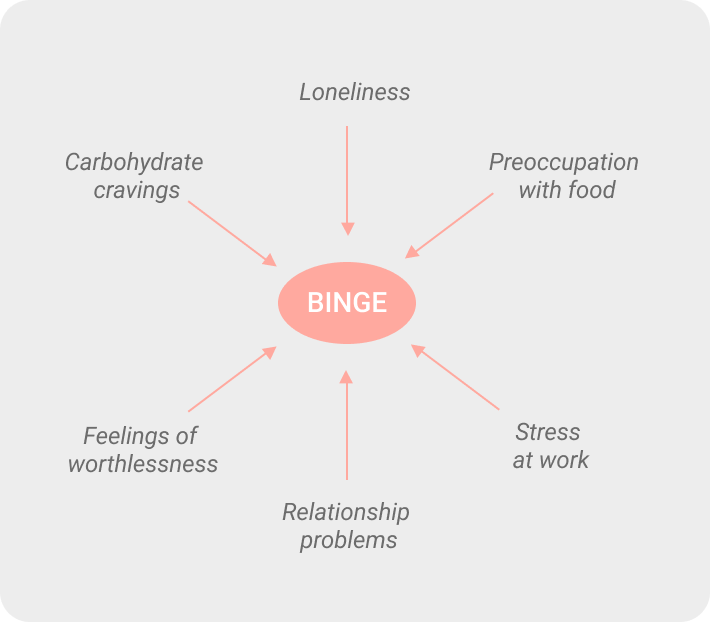 Loneliness
Carbohydrate
cravings
Preoccupation
with food
BINGE
Feelings of
worthlessness
Stress
at work
Relationship
problems